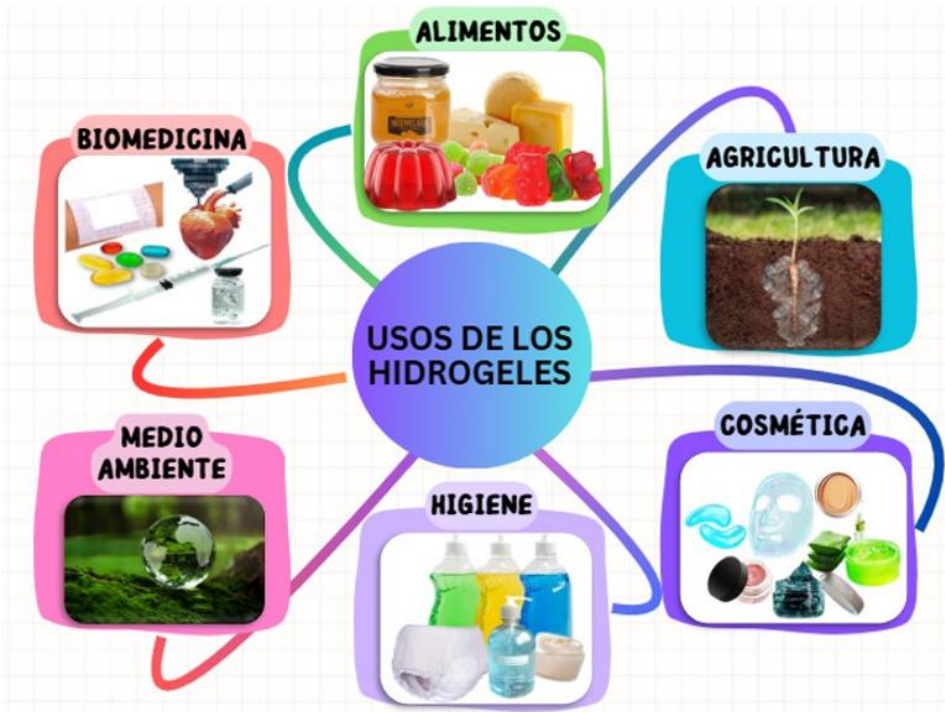 ALIMENTOS
BIOMEDICINA
AGRICULTURA
USOS DE LOS
HIDROGELES
MEDIO
AMBIENTE
HIGIENE
COSMÉTICA